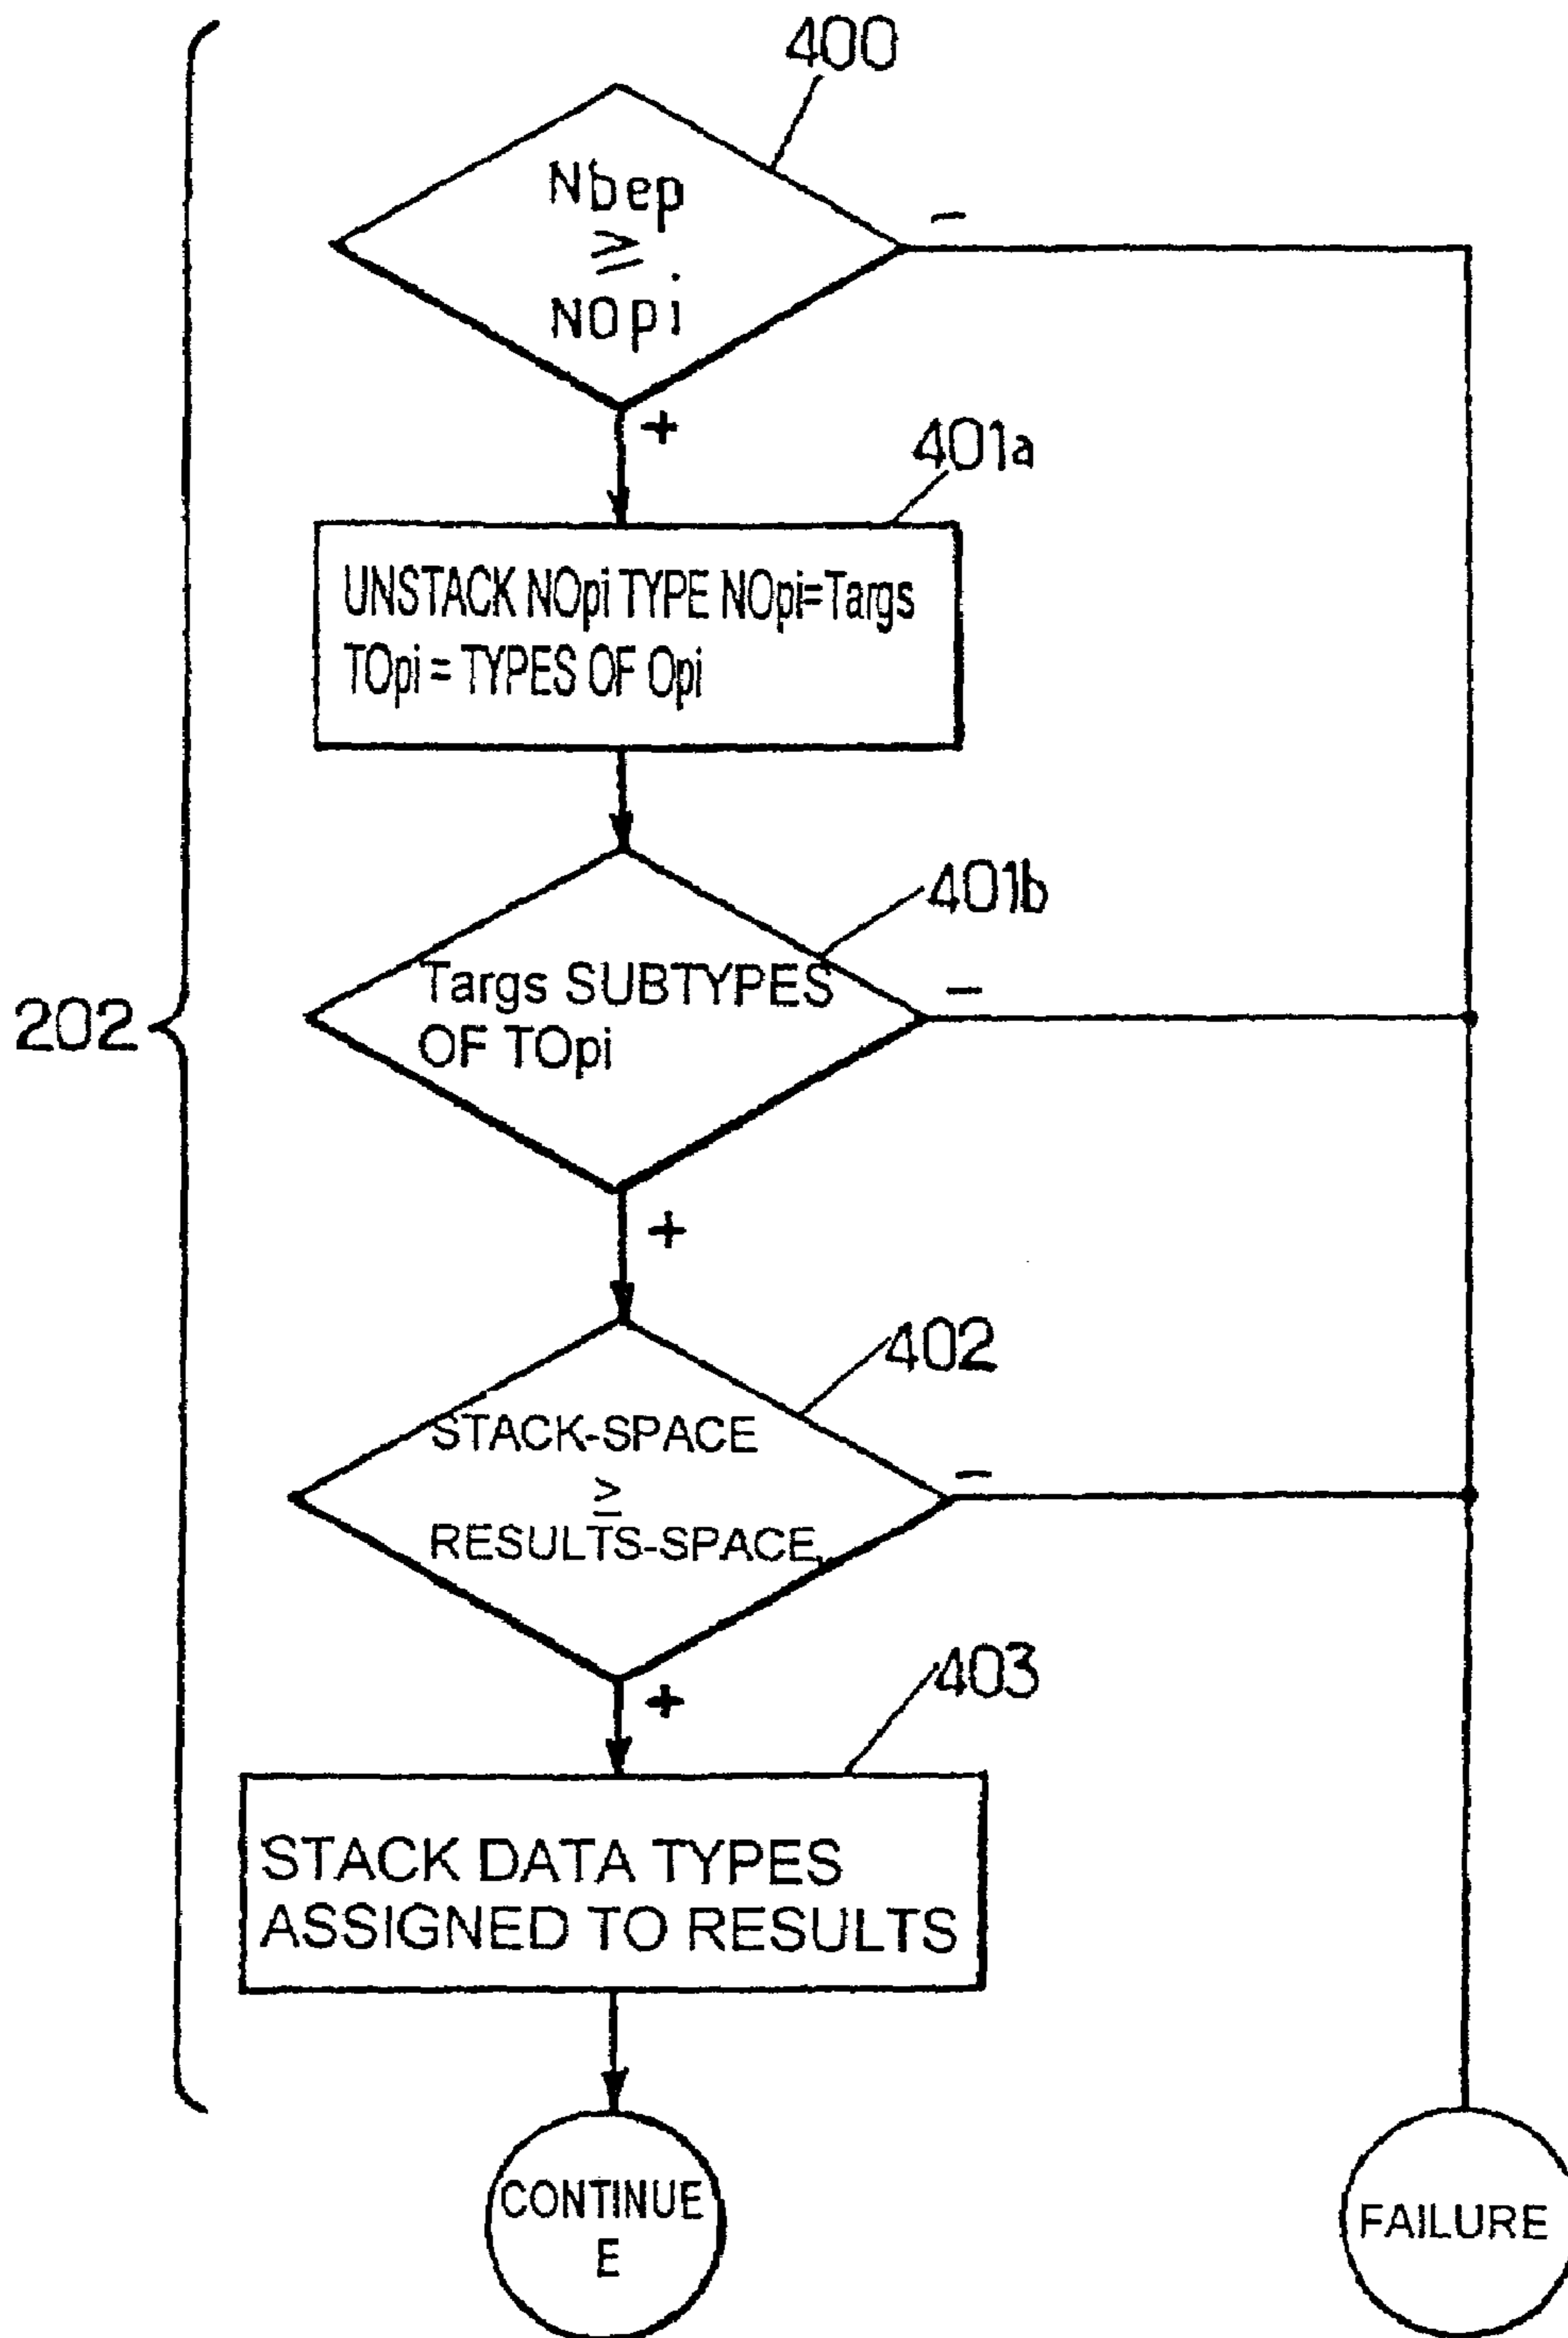 400
Nbep
≥
NOpi
−
+
401a
UNSTACK NOpi TYPE NOpi=Targs
TOpi = TYPES OF Opi
401b
Targs SUBTYPES
OF TOpi
−
202
+
402
STACK-SPACE
≥
RESULTS-SPACE
−
+
403
STACK DATA TYPES
ASSIGNED TO RESULTS
CONTINUE
E
FAILURE